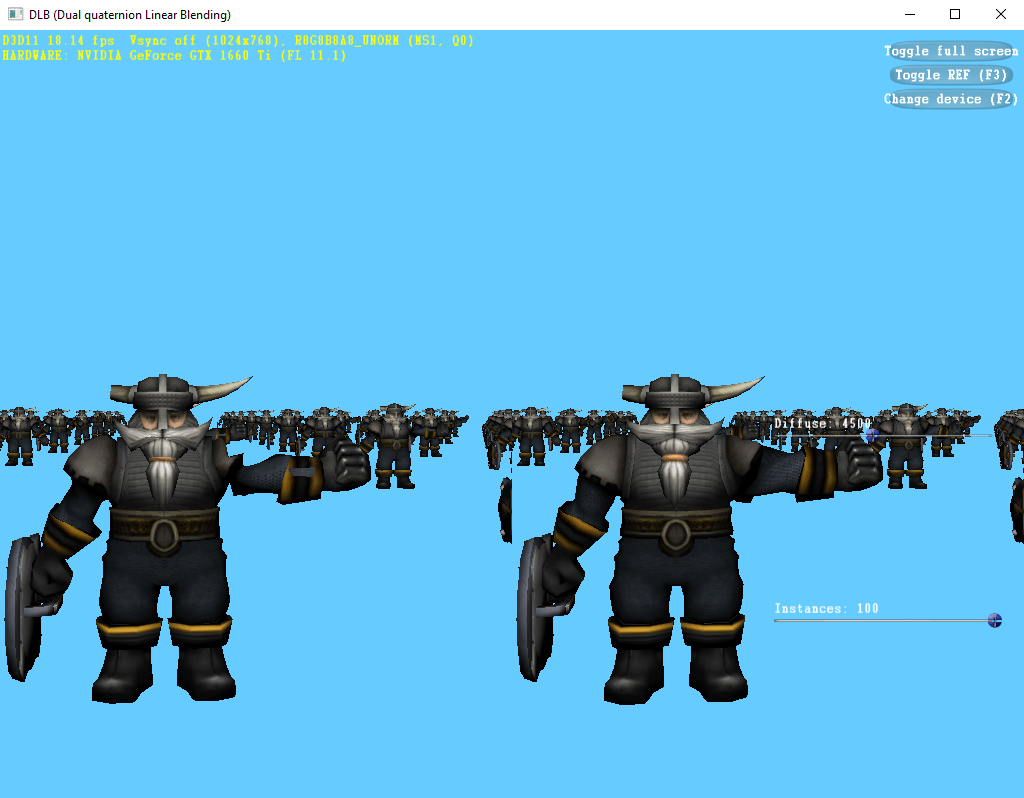 DLB (Dual quaternion Linear Blending)
D3D11 18.14 fps Vsync off (1024x768), R8G8B8A8_UNORM (MS1, Q0)
HARDWARE: NVIDIA GeForce GTX 1660 Ti (FL 11.1)
Toggle full screen
Toggle REF (F3)
Change device (F2)
Diffuse: 4500
Instances: 100